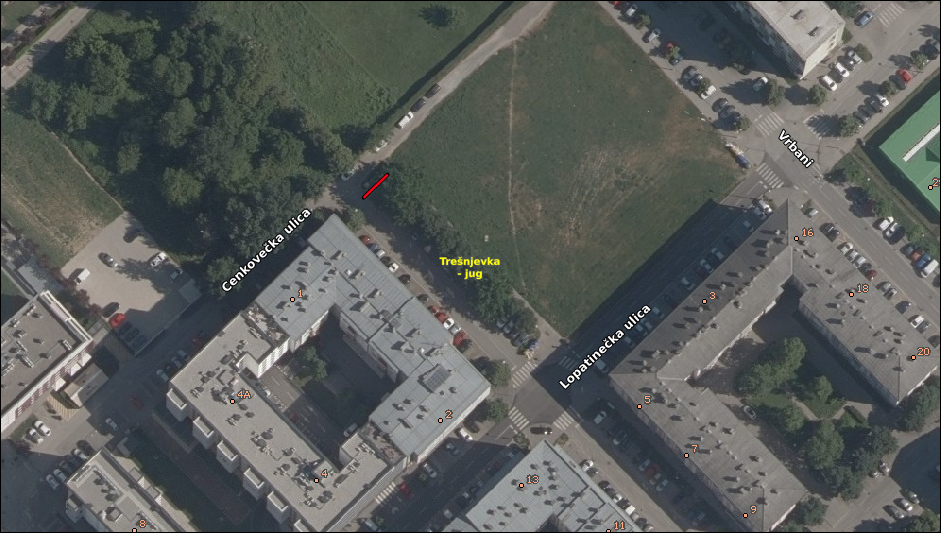 Vrbani
2
Cenkovečka ulica
16
Trešnjevka
- jug
18
1
3
Lopatinečka ulica
20
4A
5
2
7
4
13
9
8
11